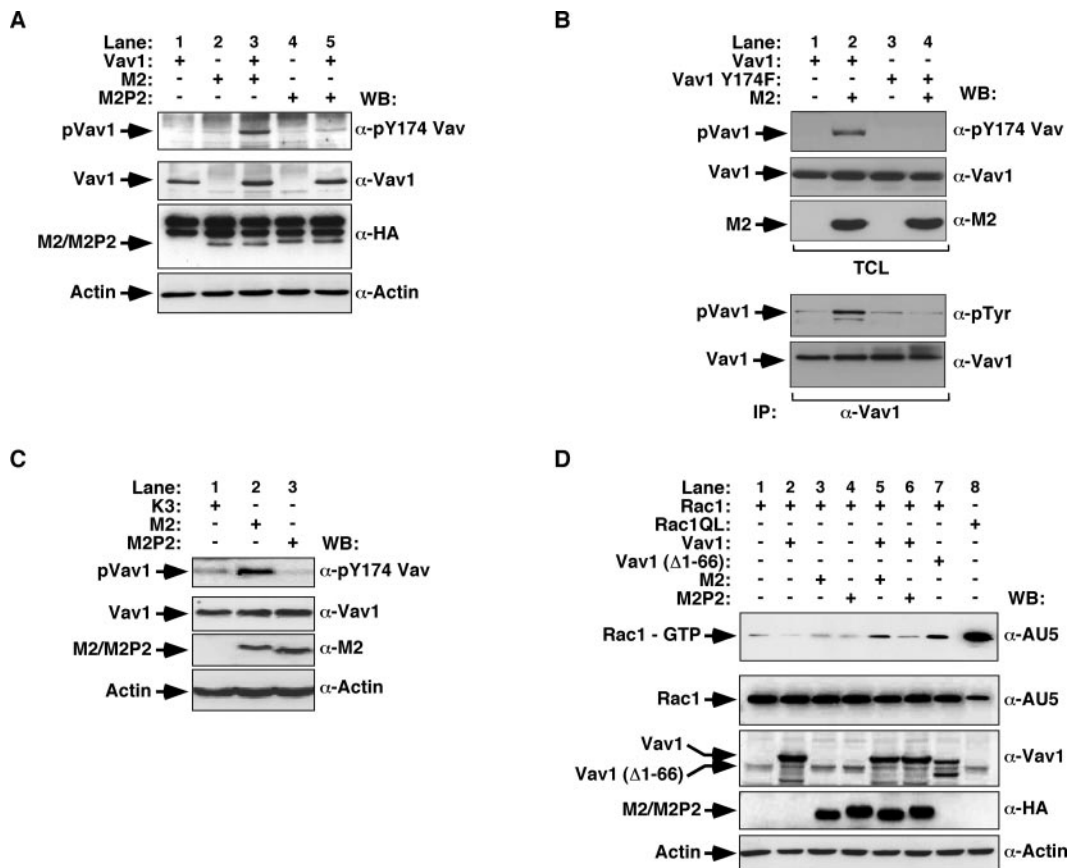 A
Lane: 1 2 3 4 5
Vav1: + - + - +
M2: - + + - -
M2P2: - - - + + WB:
pVav1 α-pY174 Vav
Vav1 α-Vav1
M2/M2P2 α-HA
Actin α-Actin
B
Lane: 1 2 3 4
Vav1: + + - -
Vav1 Y174F: - - + +
M2: - + - + WB:
pVav1 α-pY174 Vav
Vav1 α-Vav1
M2 α-M2
TCL
pVav1 α-pTyr
Vav1 α-Vav1
IP: α-Vav1
C
Lane: 1 2 3
K3: + - -
M2: - + -
M2P2: - - + WB:
pVav1 α-pY174 Vav
Vav1 α-Vav1
M2/M2P2 α-M2
Actin α-Actin
D
Lane: 1 2 3 4 5 6 7 8
Rac1: + + + + + + + -
Rac1QL: - - - - - - - +
Vav1: - + - - + + - -
Vav1 (Δ1-66) - - - - - - + -
M2: - - + - + - - -
M2P2: - - - + - + - - WB:
Rac1 - GTP α-AU5
Rac1 α-AU5
Vav1 α-Vav1
Vav1 (Δ1-66)
M2/M2P2 α-HA
Actin α-Actin